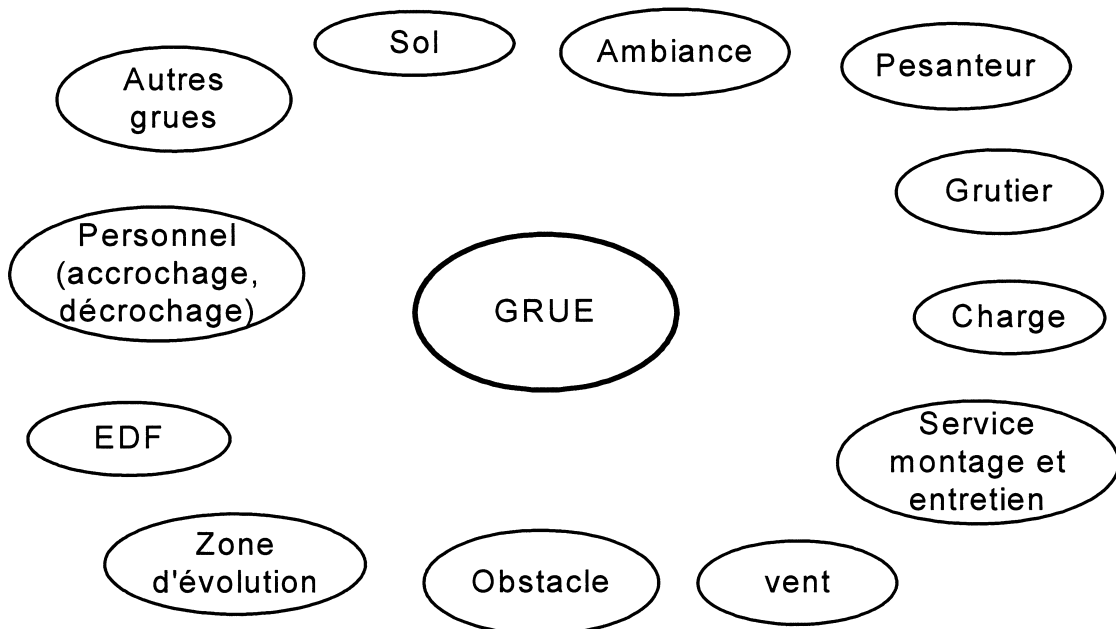 Sol
Ambiance
Pesanteur
Autres
grues
Grutier
Personnel
(accrochage,
décrochage)
GRUE
Charge
EDF
Service
montage et
entretien
Zone
d'évolution
Obstacle
vent